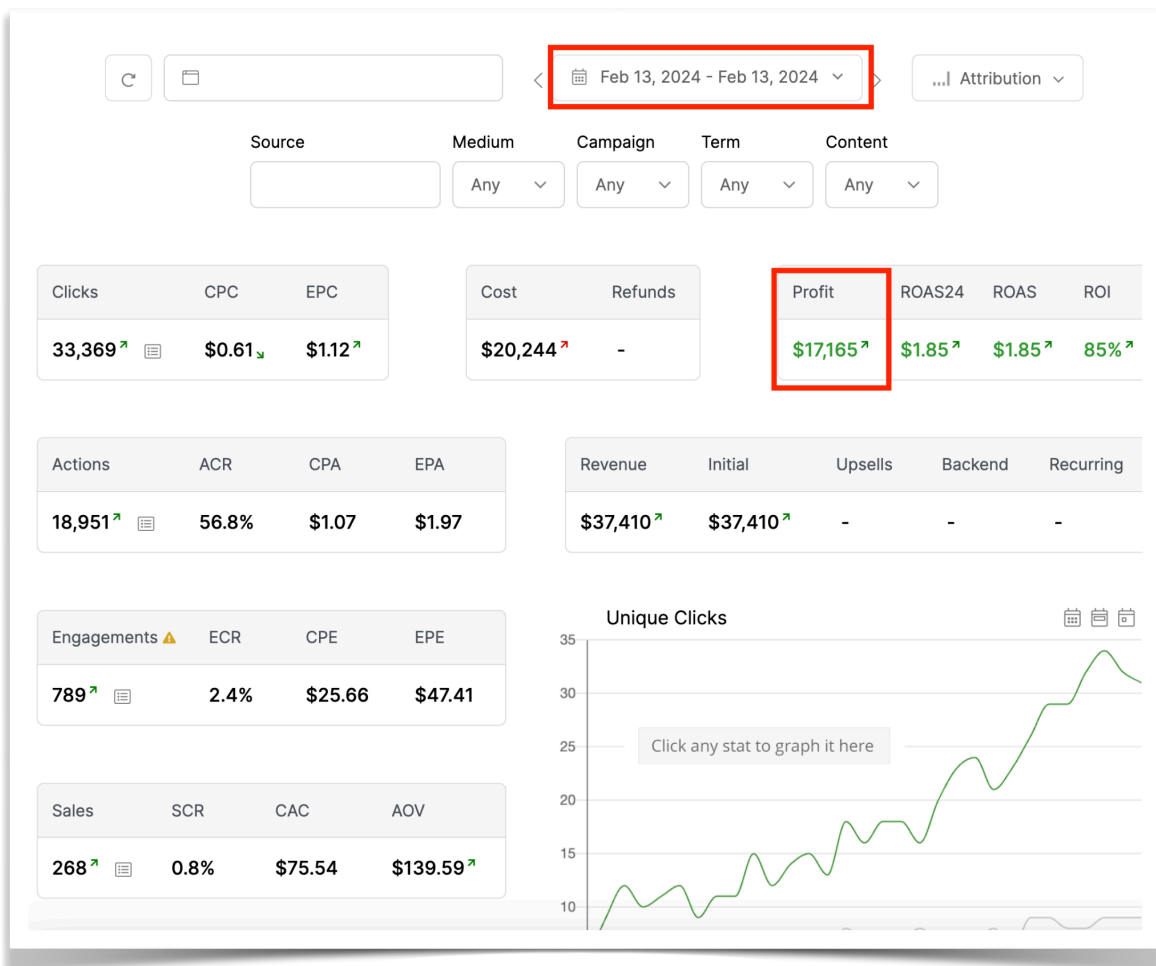 Feb 13, 2024 - Feb 13, 2024
Attribution
Source Medium Campaign Term Content
Any Any Any Any
Clicks CPC EPC
33,369 $0.61 $1.12
Cost Refunds
$20,244 -
Profit ROAS24 ROAS ROI
$17,165 $1.85 $1.85 85%
Actions ACR CPA EPA
18,951 56.8% $1.07 $1.97
Revenue Initial Upsells Backend Recurring
$37,410 $37,410 - - -
Engagements ECR CPE EPE
789 2.4% $25.66 $47.41
Sales SCR CAC AOV
268 0.8% $75.54 $139.59
Unique Clicks
35
30
25
Click any stat to graph it here
20
15
10